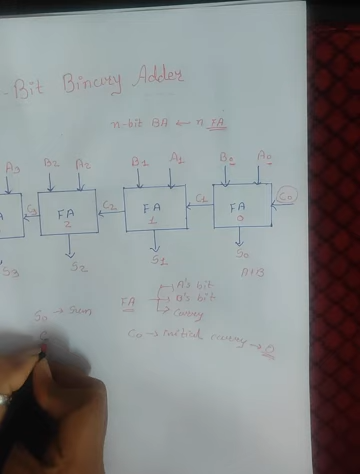 -Bit Binary Adder
n-bit BA ← n FA
A3 B2 A2 B1 A1 B0 A0
C3 FA 2 C2 FA 1 C1 FA 0 C0
S3 S2 S1 S0
A+B
FA → A's bit
→ B's bit
→ Carry
S0 → Sum
C0 → initial carry → 0